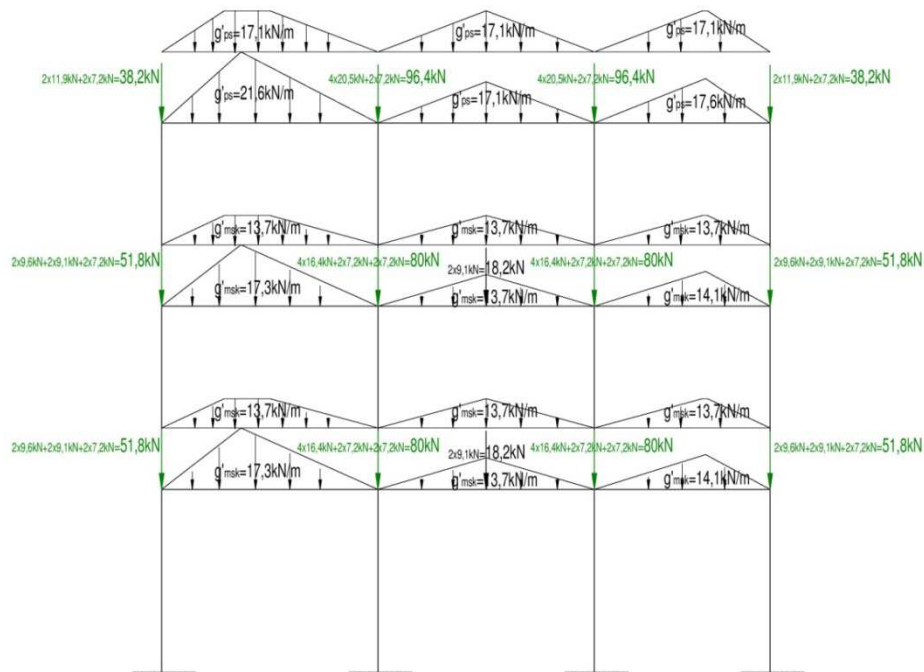 g'ps=17,1kN/m g'ps=17,1kN/m g'ps=17,1kN/m
2x11,9kN+2x7,2kN=38,2kN 4x20,5kN+2x7,2kN=96,4kN 4x20,5kN+2x7,2kN=96,4kN 2x11,9kN+2x7,2kN=38,2kN
g'ps=21,6kN/m g'ps=17,1kN/m g'ps=17,6kN/m
g'msk=13,7kN/m g'msk=13,7kN/m g'msk=13,7kN/m
2x9,6kN+2x9,1kN+2x7,2kN=51,8kN 4x16,4kN+2x7,2kN+2x7,2kN=80kN 2x9,1kN=18,2kN 4x16,4kN+2x7,2kN+2x7,2kN=80kN 2x9,6kN+2x9,1kN+2x7,2kN=51,8kN
g'msk=17,3kN/m g'msk=13,7kN/m g'msk=14,1kN/m
g'msk=13,7kN/m g'msk=13,7kN/m g'msk=13,7kN/m
2x9,6kN+2x9,1kN+2x7,2kN=51,8kN 4x16,4kN+2x7,2kN+2x7,2kN=80kN 2x9,1kN=18,2kN 4x16,4kN+2x7,2kN+2x7,2kN=80kN 2x9,6kN+2x9,1kN+2x7,2kN=51,8kN
g'msk=17,3kN/m g'msk=13,7kN/m g'msk=14,1kN/m